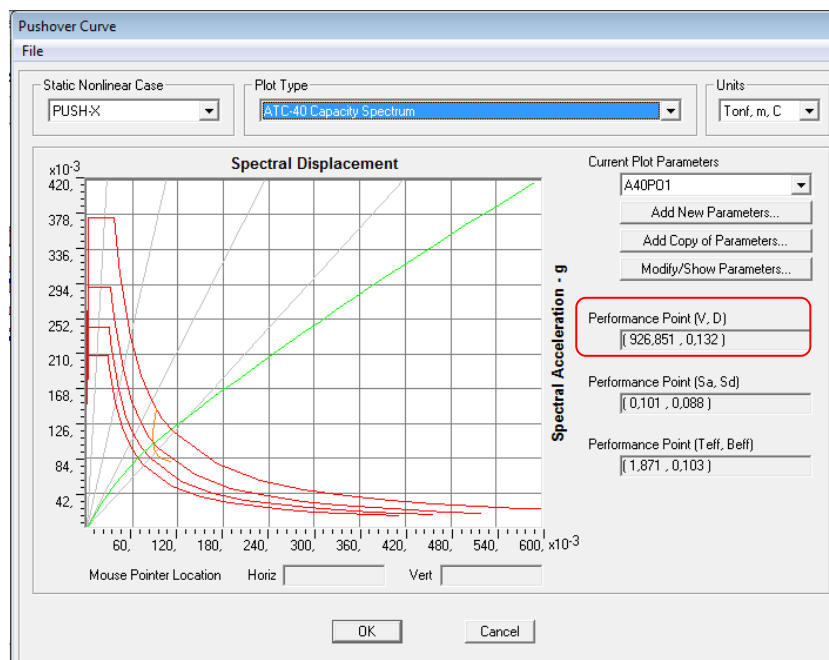 Pushover Curve
File
Static Nonlinear Case
PUSH-X
Plot Type
ATC-40 Capacity Spectrum
Units
Tonf, m, C
Spectral Displacement
x10-3
420,
378,
336,
294,
252,
210,
168,
126,
84,
42,
60, 120, 180, 240, 300, 360, 420, 480, 540, 600, x10-3
Spectral Acceleration - g
Mouse Pointer Location Horiz Vert
Current Plot Parameters
A40PO1
Add New Parameters...
Add Copy of Parameters...
Modify/Show Parameters...
Performance Point (V, D)
( 926,851 , 0,132 )
Performance Point (Sa, Sd)
( 0,101 , 0,088 )
Performance Point (Teff, Beff)
( 1,871 , 0,103 )
OK
Cancel